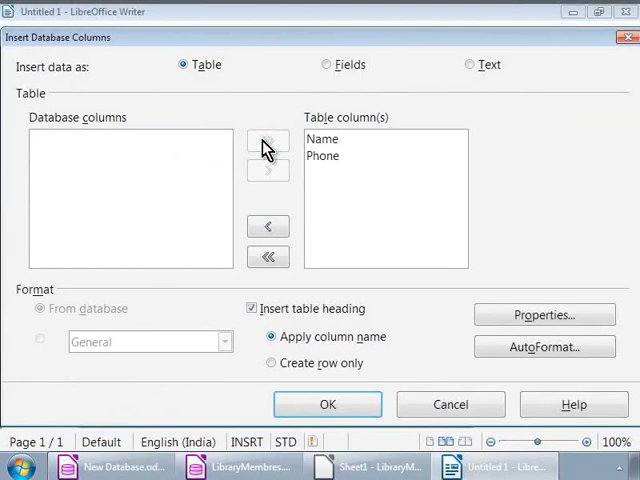 Untitled 1 - LibreOffice Writer
Insert Database Columns
Insert data as:
Table
Fields
Text
Table
Database columns
Table column(s)
Name
Phone
Format
From database
General
Insert table heading
Apply column name
Create row only
Properties...
AutoFormat...
OK
Cancel
Help
Page 1 / 1
Default
English (India)
INSRT
STD
100%
New Database.od...
LibraryMembres....
Sheet1 - LibraryM...
Untitled 1 - Libre...